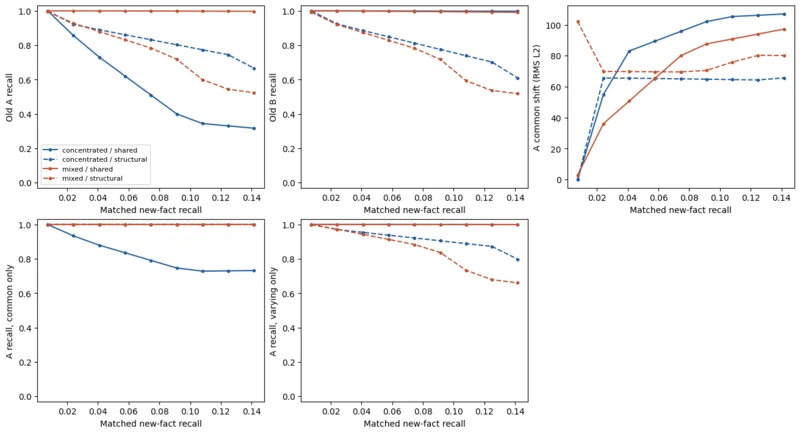 Old A recall
1.0
0.8
0.6
0.4
0.2
0.0
concentrated / shared
concentrated / structural
mixed / shared
mixed / structural
0.02 0.04 0.06 0.08 0.10 0.12 0.14
Matched new-fact recall
Old B recall
1.0
0.8
0.6
0.4
0.2
0.0
0.02 0.04 0.06 0.08 0.10 0.12 0.14
Matched new-fact recall
A common shift (RMS L2)
100
80
60
40
20
0
0.02 0.04 0.06 0.08 0.10 0.12 0.14
Matched new-fact recall
A recall, common only
1.0
0.8
0.6
0.4
0.2
0.0
0.02 0.04 0.06 0.08 0.10 0.12 0.14
Matched new-fact recall
A recall, varying only
1.0
0.8
0.6
0.4
0.2
0.0
0.02 0.04 0.06 0.08 0.10 0.12 0.14
Matched new-fact recall